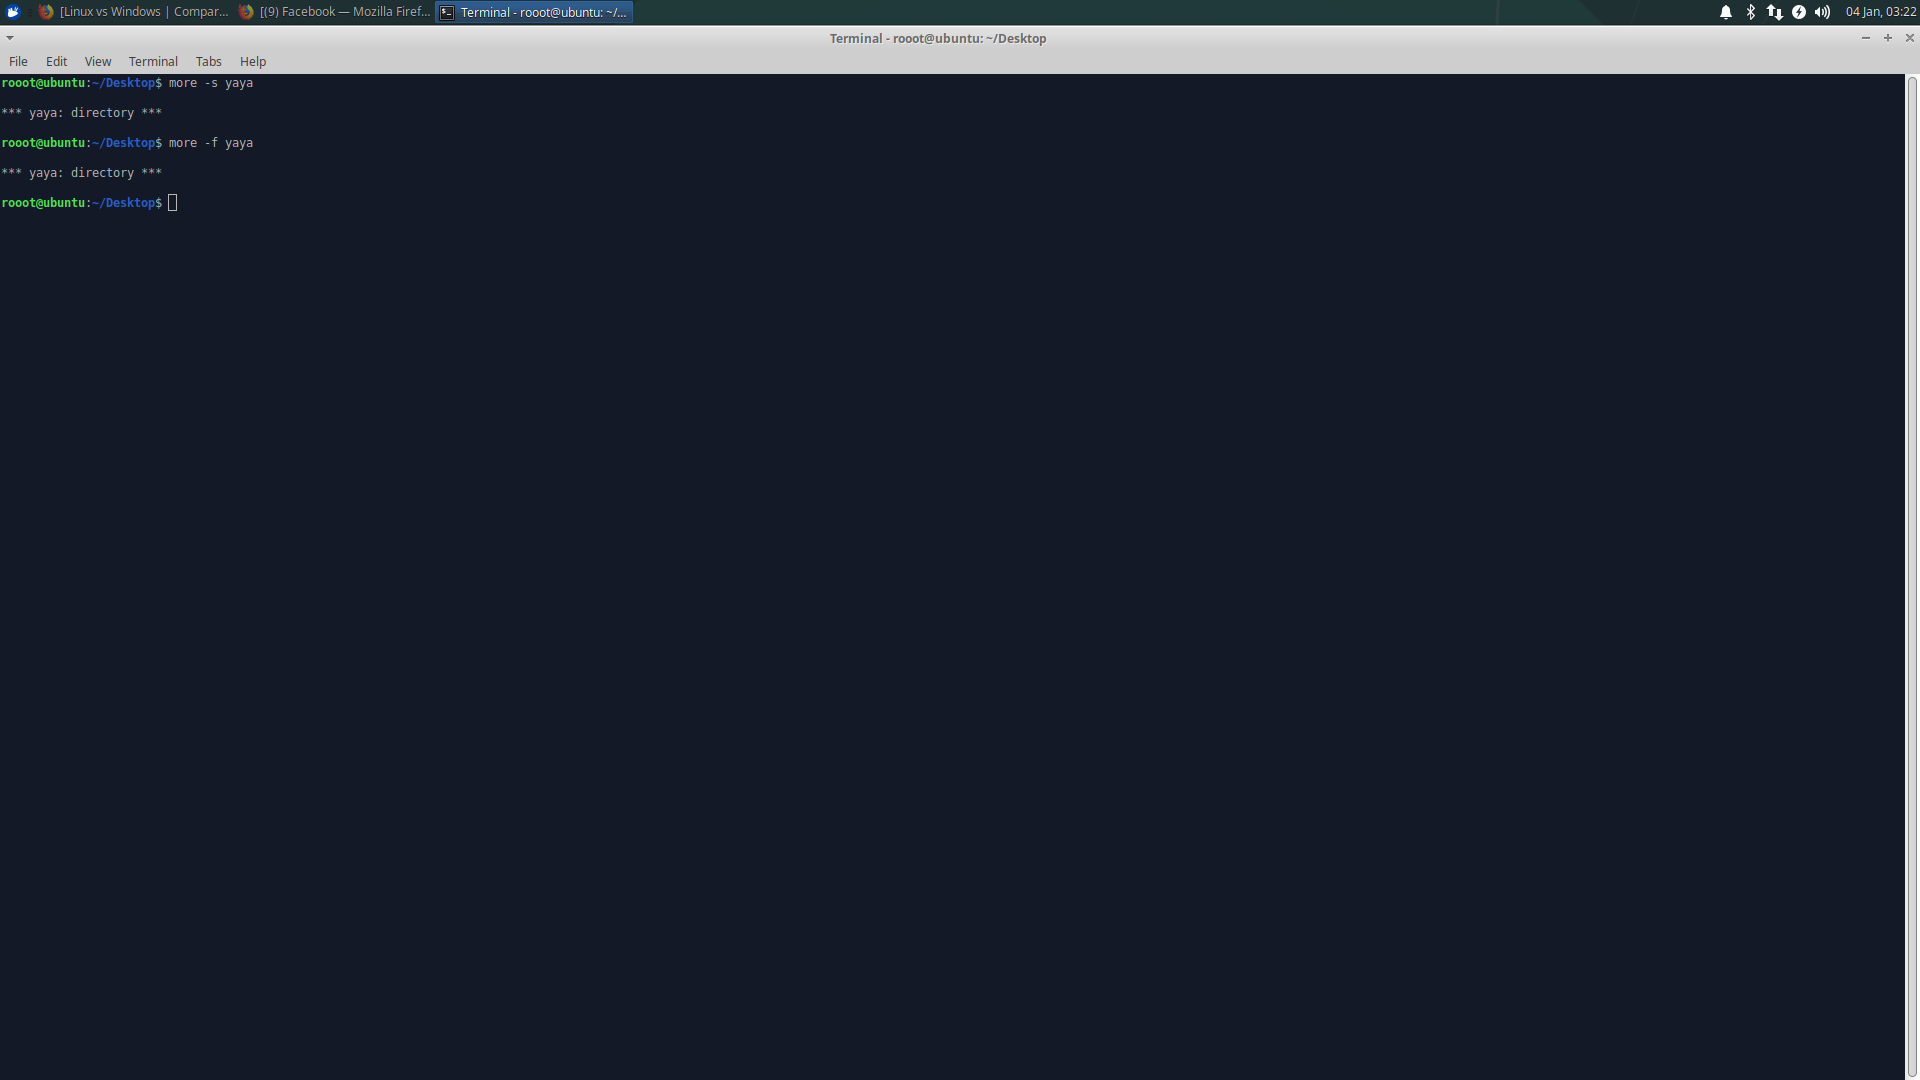 [Linux vs Windows | Compar... [(9) Facebook — Mozilla Firef... Terminal - rooot@ubuntu: ~/... 04 Jan, 03:22
Terminal - rooot@ubuntu: ~/Desktop
File Edit View Terminal Tabs Help
rooot@ubuntu:~/Desktop$ more -s yaya
*** yaya: directory ***
rooot@ubuntu:~/Desktop$ more -f yaya
*** yaya: directory ***
rooot@ubuntu:~/Desktop$